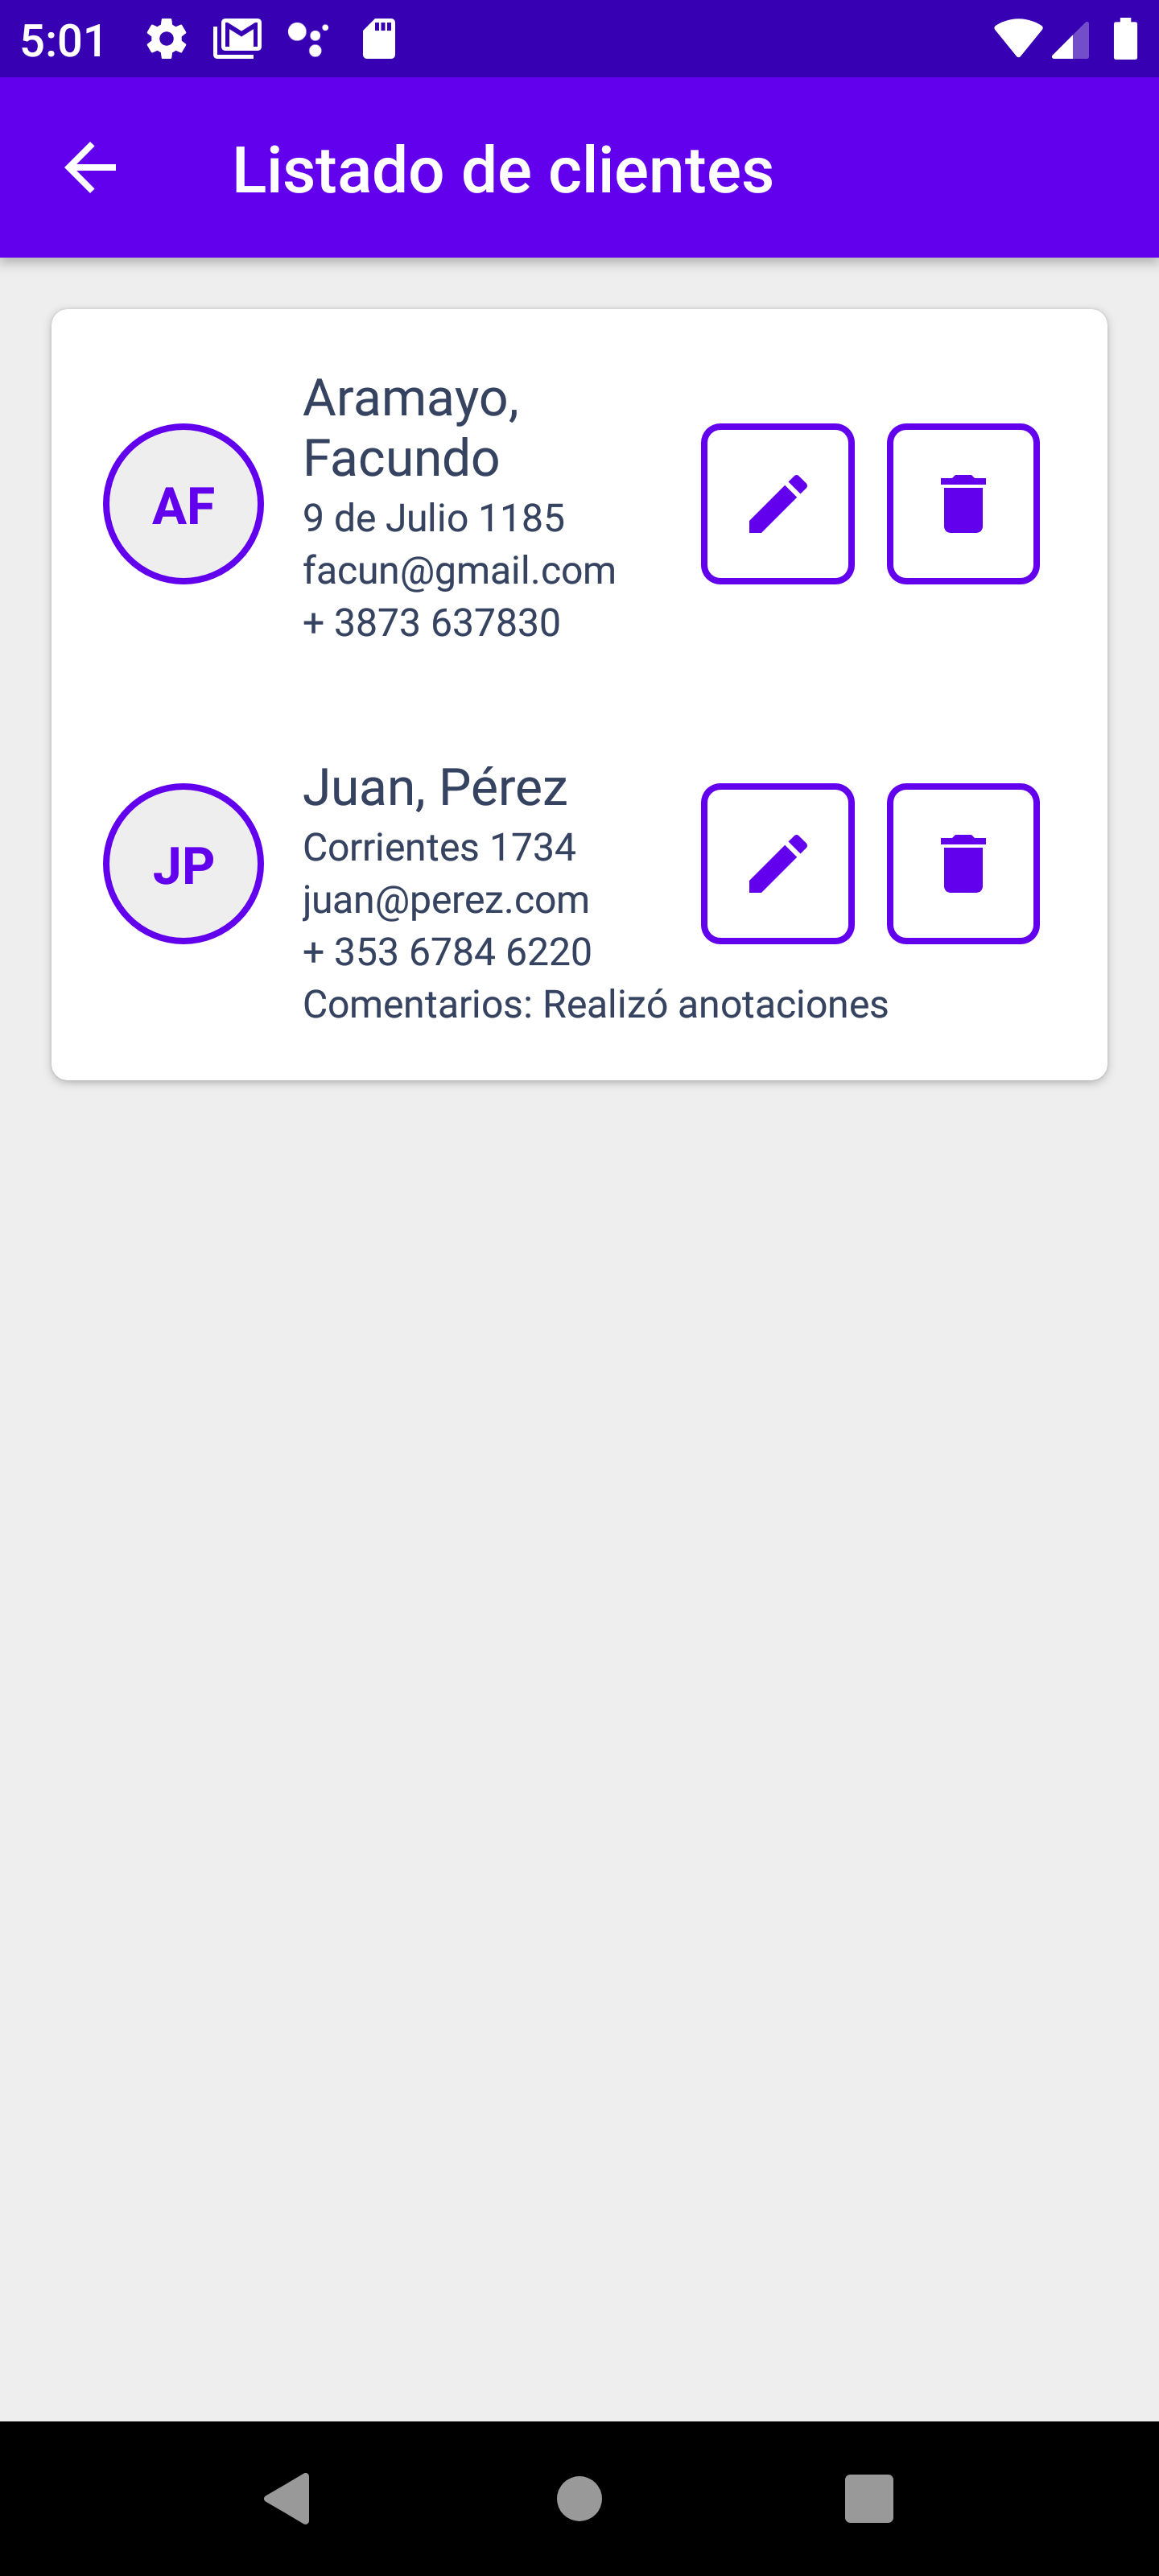 5:01
Listado de clientes
AF
Aramayo,
Facundo
9 de Julio 1185
facun@gmail.com
+ 3873 637830
JP
Juan, Pérez
Corrientes 1734
juan@perez.com
+ 353 6784 6220
Comentarios: Realizó anotaciones